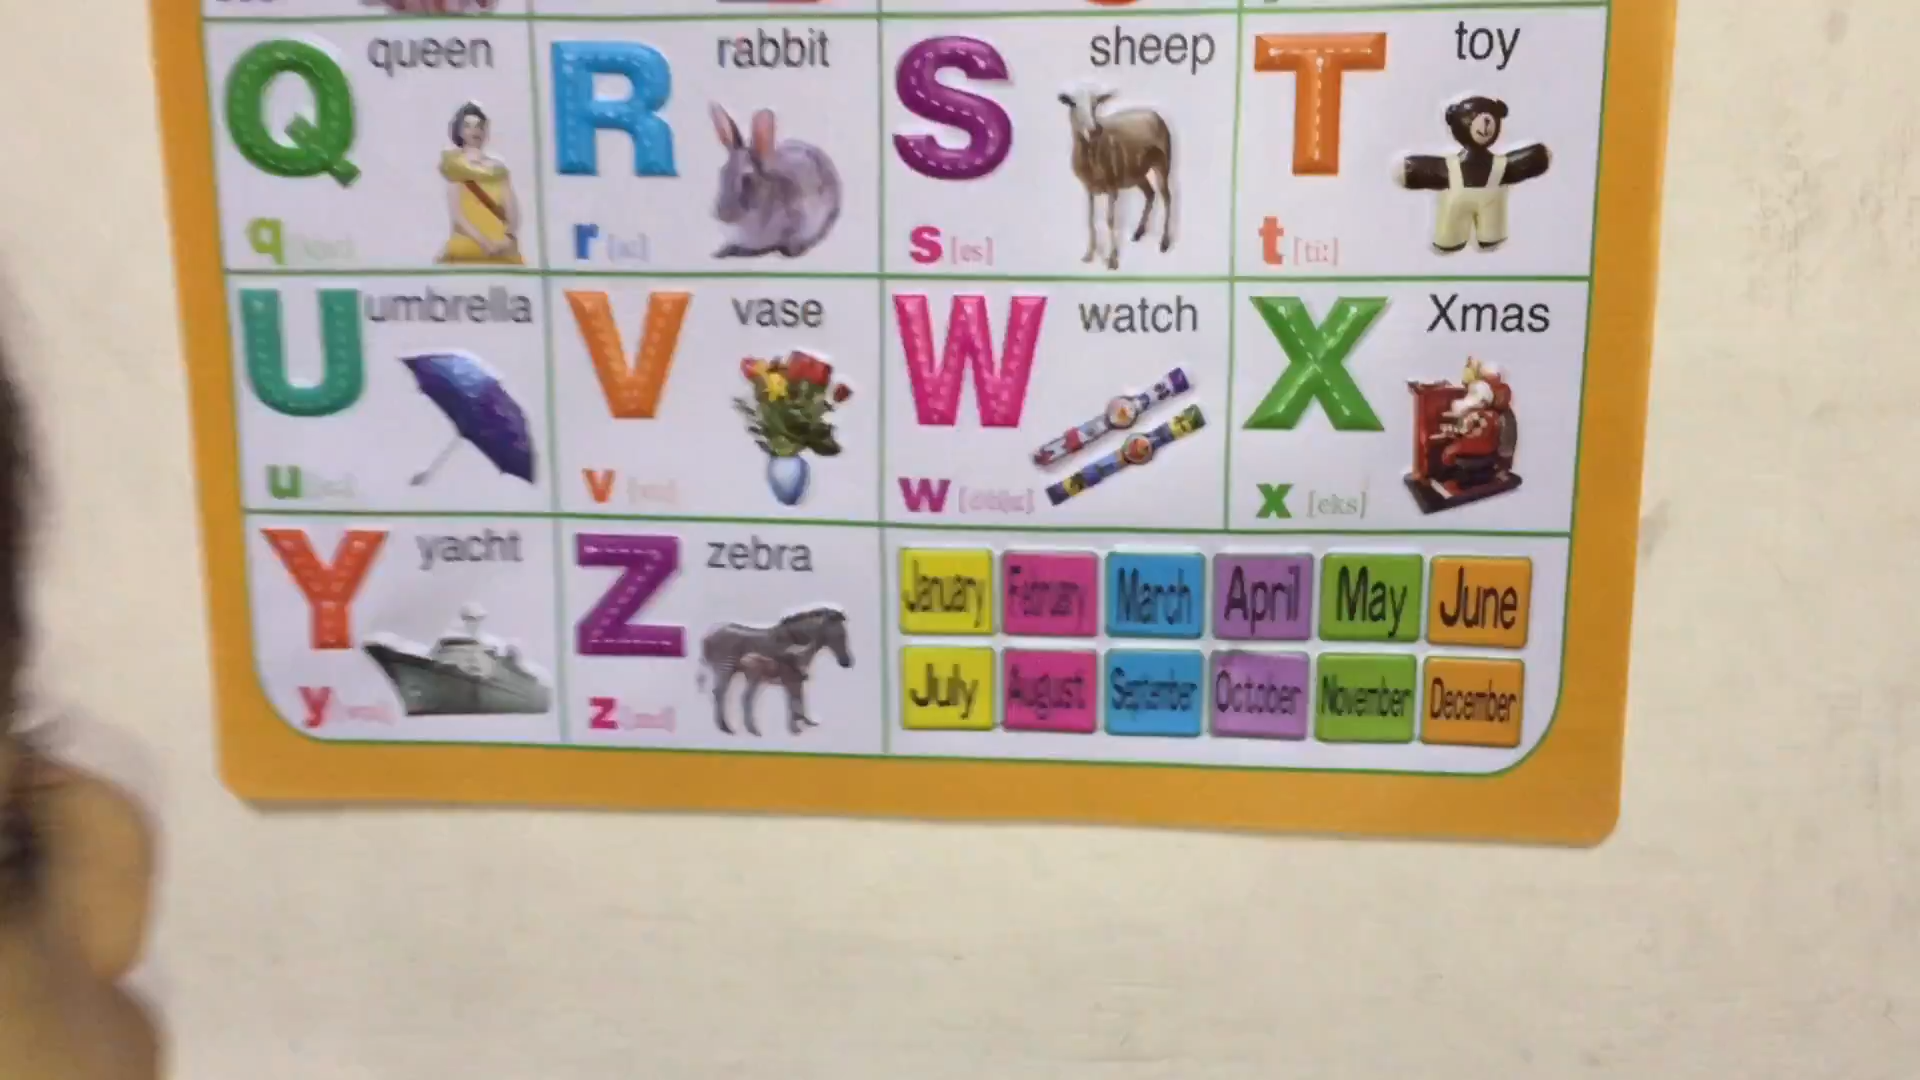 Q queen R rabbit S sheep T toy
q r s [es] t [ti:]
U umbrella V vase W watch X Xmas
u v w x [eks]
Y yacht Z zebra
y z
January February March April May June
July August September October November December